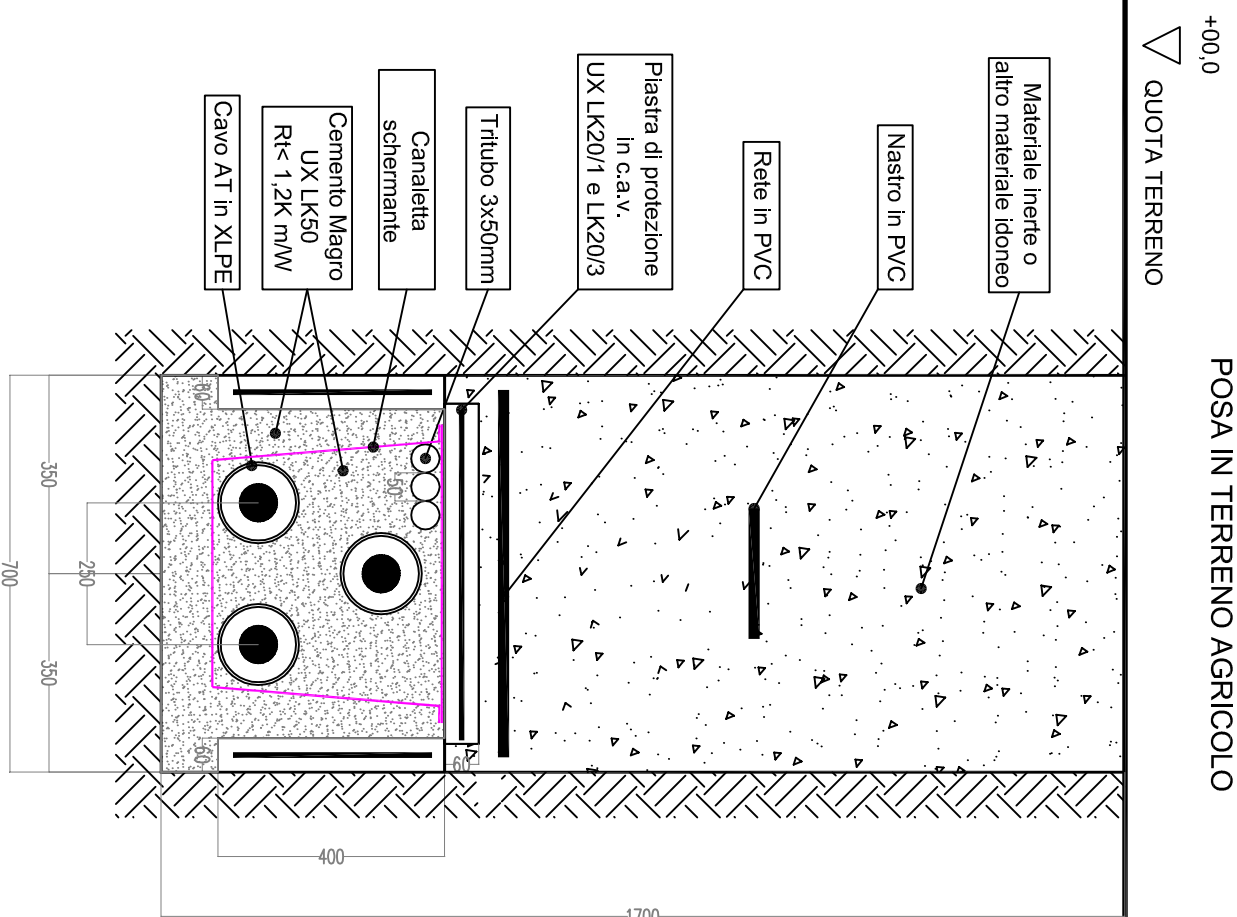 POSA IN TERRENO AGRICOLO
+00,0
QUOTA TERRENO
Materiale inerte o
altro materiale idoneo
Nastro in PVC
Rete in PVC
Piastra di protezione
in c.a.v.
UX LK20/1 e LK20/3
Tritubo 3x50mm
Canaletta
schermante
Cemento Magro
UX LK50
Rt< 1,2K m/W
Cavo AT in XLPE
50
60
60
400
1700
350
350
250
700